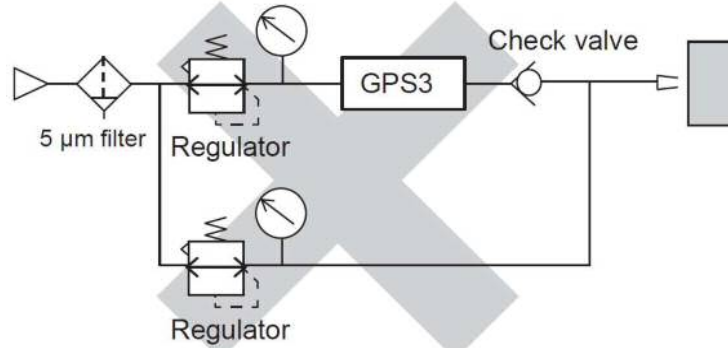 Check valve
GPS3
5 µm filter
Regulator
Regulator